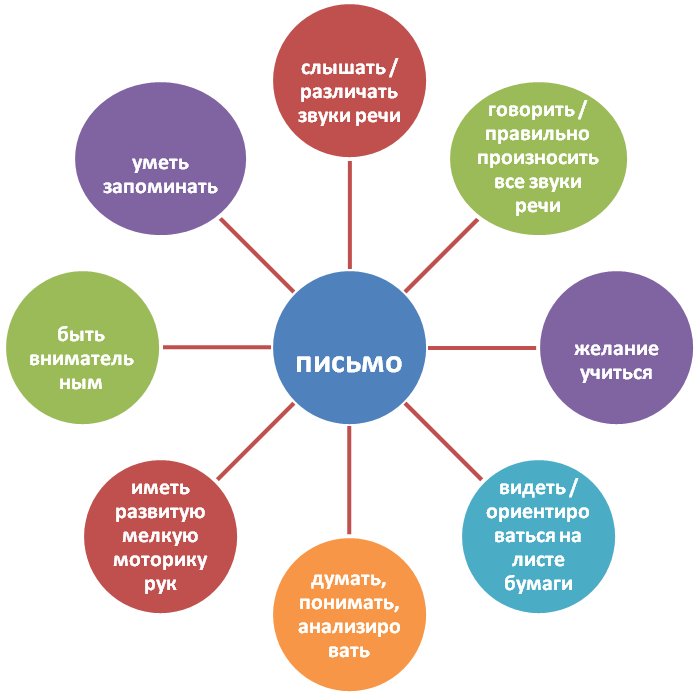 слышать /
различать
звуки речи
говорить /
правильно
произносить
все звуки
речи
желание
учиться
видеть /
ориентиро
ваться на
листе
бумаги
думать,
понимать,
анализиро
вать
иметь
развитую
мелкую
моторику
рук
быть
вниматель
ным
уметь
запоминать
письмо